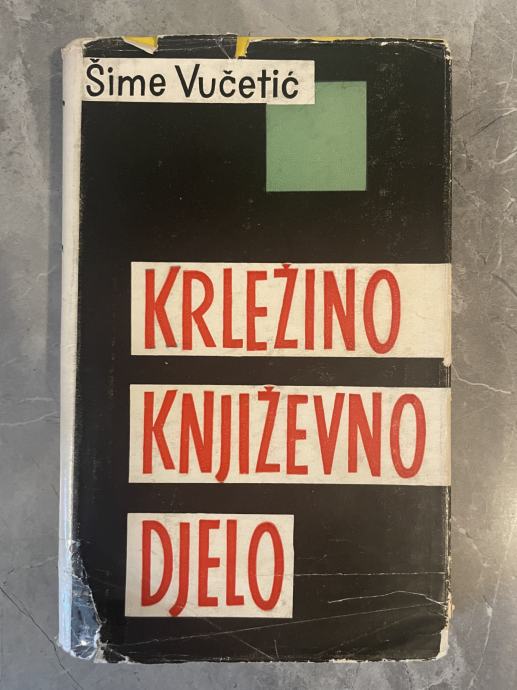 Šime Vučetić
KRLEŽINO
KNJIŽEVNO
DJELO